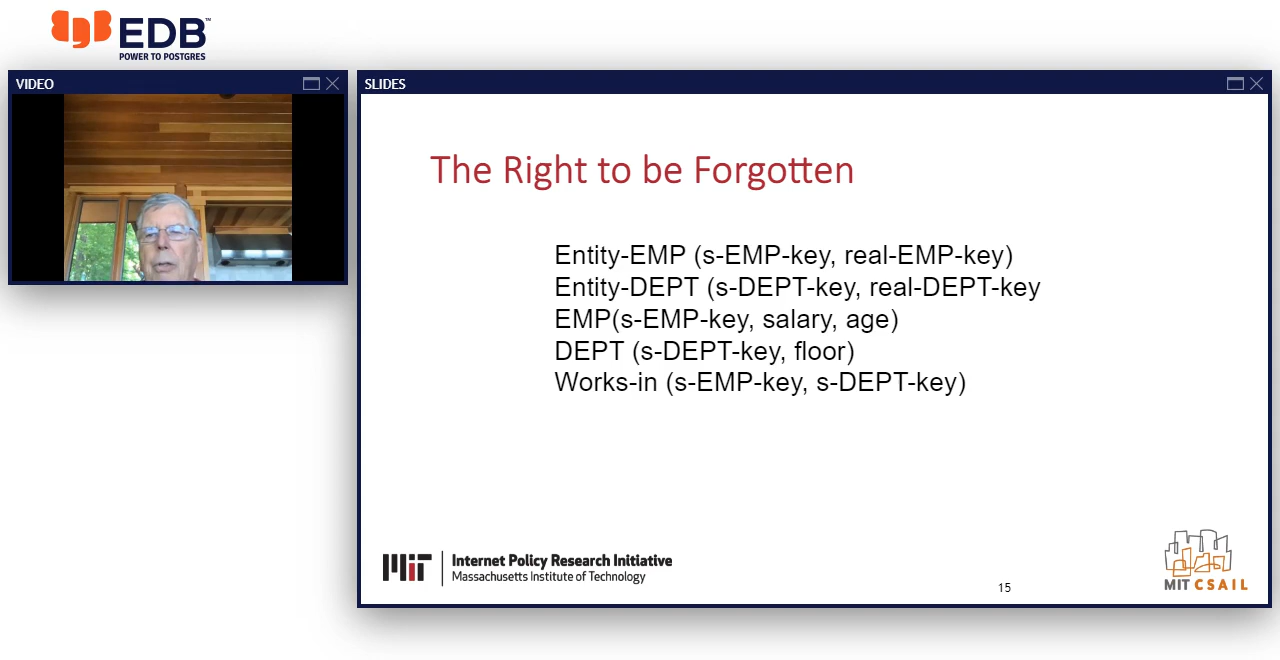 EDB™
POWER TO POSTGRES
VIDEO
SLIDES
The Right to be Forgotten
Entity-EMP (s-EMP-key, real-EMP-key)
Entity-DEPT (s-DEPT-key, real-DEPT-key
EMP(s-EMP-key, salary, age)
DEPT (s-DEPT-key, floor)
Works-in (s-EMP-key, s-DEPT-key)
MIT
Internet Policy Research Initiative
Massachusetts Institute of Technology
15
MIT CSAIL